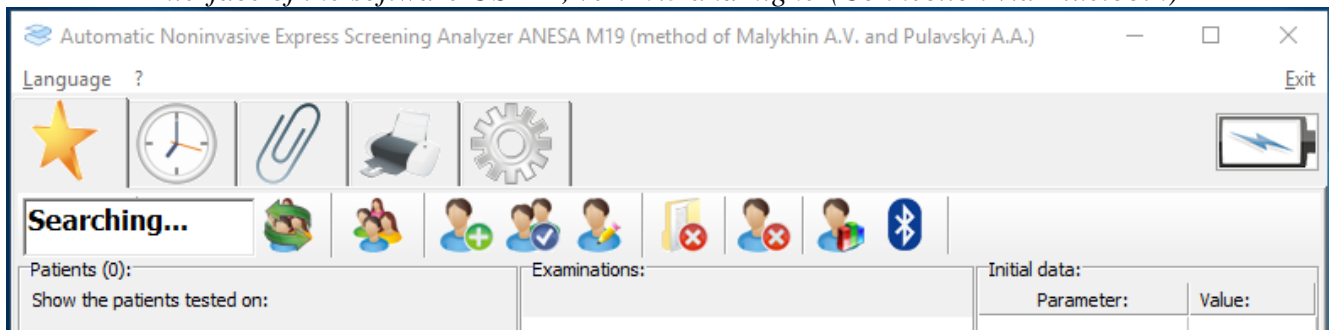 Automatic Noninvasive Express Screening Analyzer ANESA M19 (method of Malykhin A.V. and Pulavskyi A.A.)
Language ? Exit
Searching...
Patients (0): Examinations: Initial data:
Show the patients tested on: Parameter: Value: